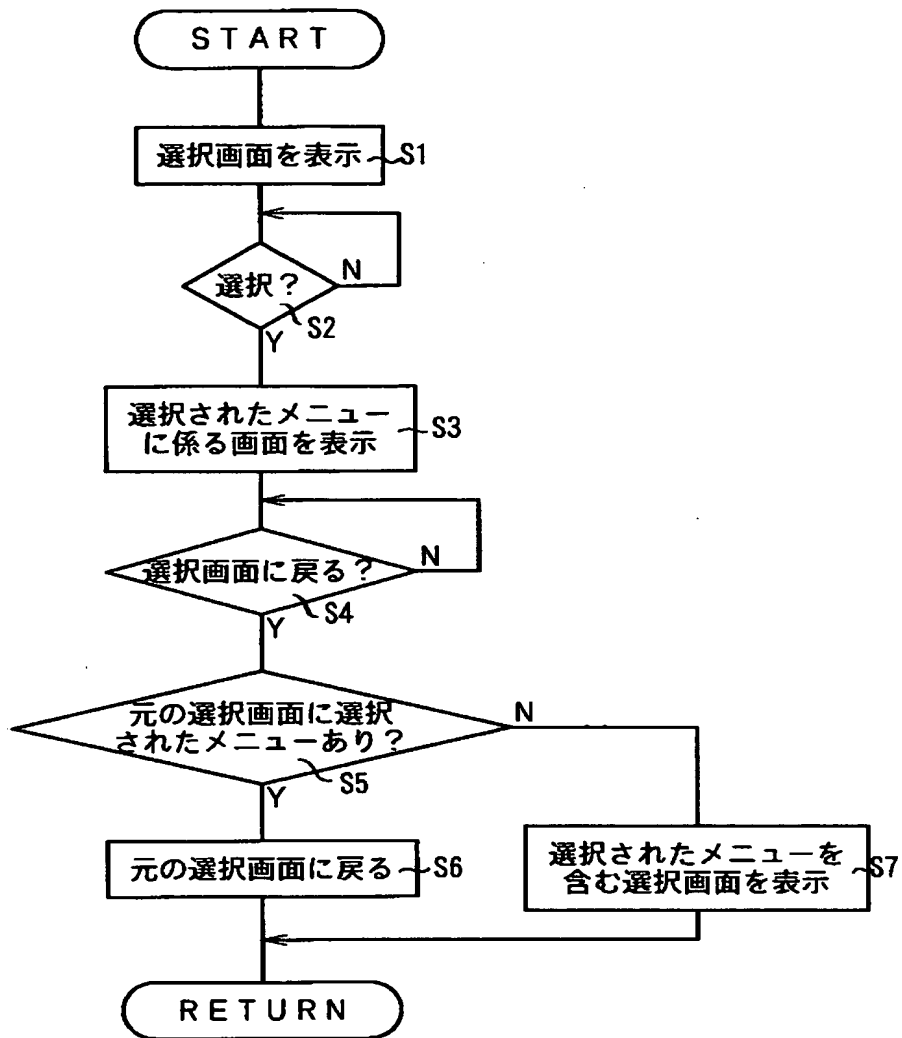 START
選択画面を表示 S1
選択? N
S2
Y
選択されたメニュー
に係る画面を表示 S3
選択画面に戻る? N
S4
Y
元の選択画面に選択 N
されたメニューあり?
S5
Y
元の選択画面に戻る S6
選択されたメニューを
含む選択画面を表示 S7
RETURN